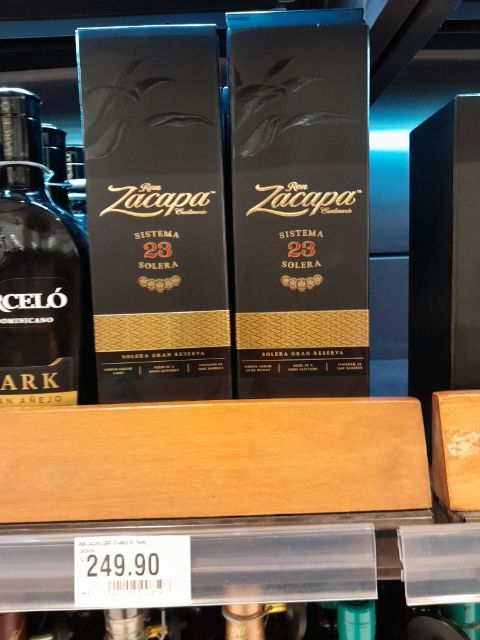 Ron
Zacapa
Centenario
SISTEMA
23
SOLERA
SOLERA GRAN RESERVA
Ron
Zacapa
Centenario
SISTEMA
23
SOLERA
SOLERA GRAN RESERVA
RCELÓ
DOMINICANO
ARK
AN AÑEJO
249.90